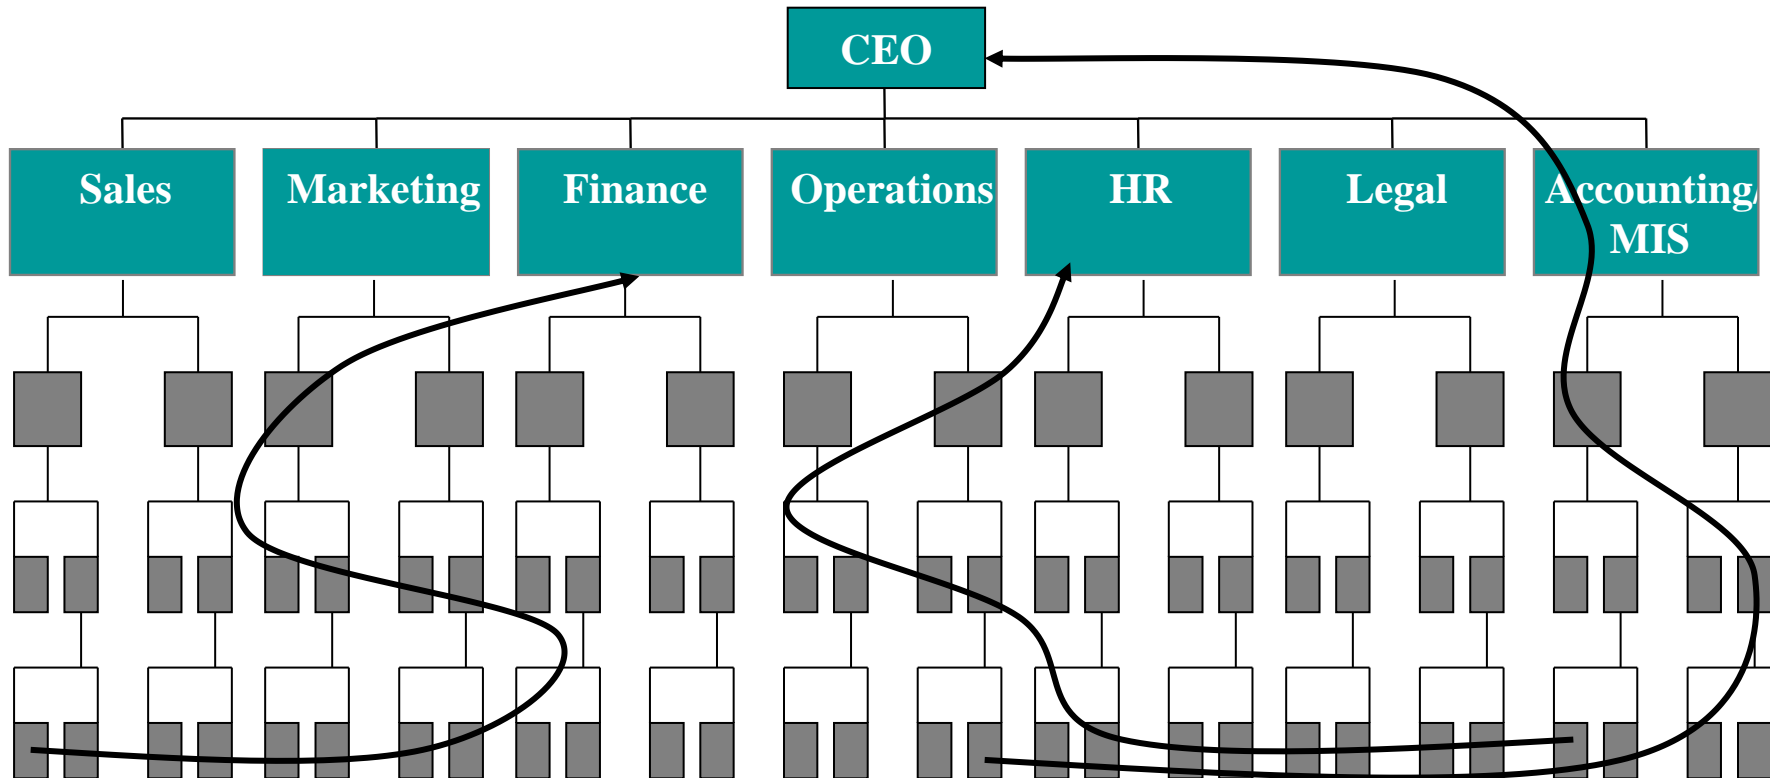 CEO
Sales
Marketing
Finance
Operations
HR
Legal
Accounting/
MIS